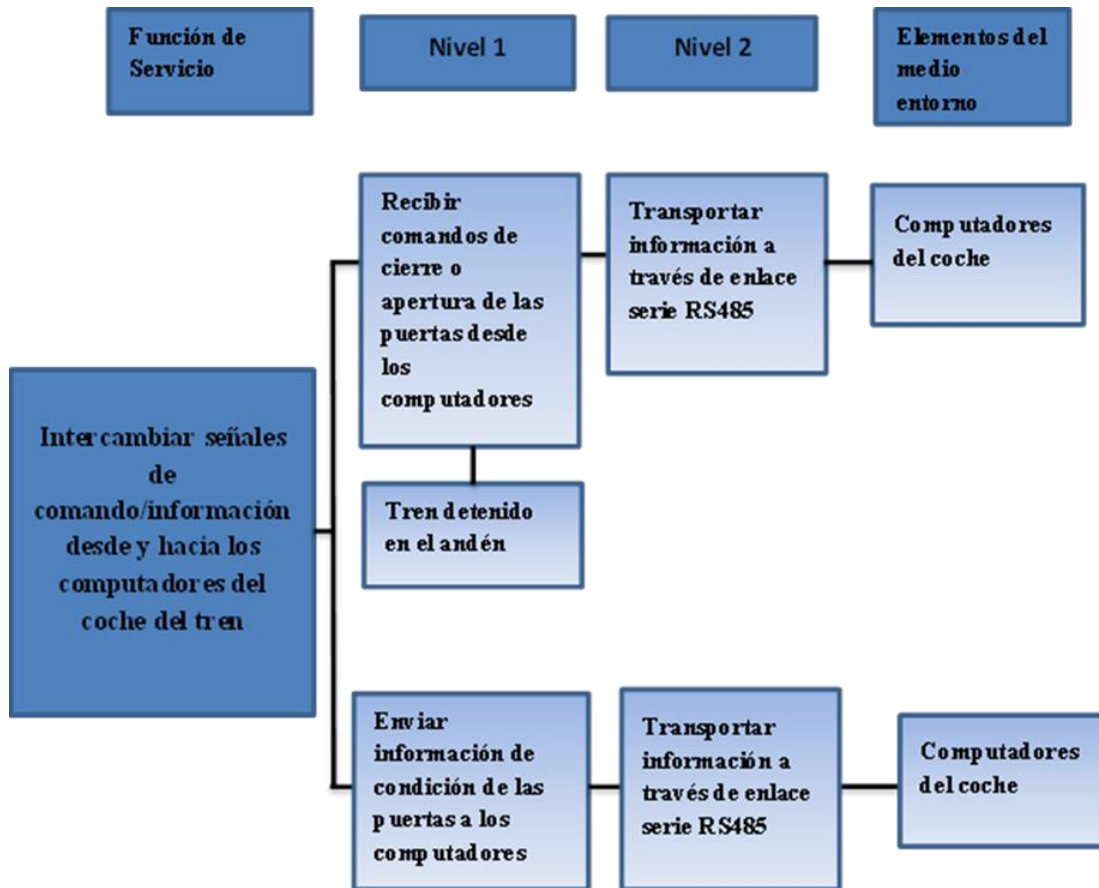 Función de
Servicio
Nivel 1
Nivel 2
Elementos del
medio
entorno
Recibir
comandos de
cierre o
apertura de las
puertas desde
los
computadores
Transportar
información a
través de enlace
serie RS485
Computadores
del coche
Intercambiar señales
de
comando/información
desde y hacia los
computadores del
coche del tren
Tren detenido
en el andén
Enviar
información de
condición de las
puertas a los
computadores
Transportar
información a
través de enlace
serie RS485
Computadores
del coche